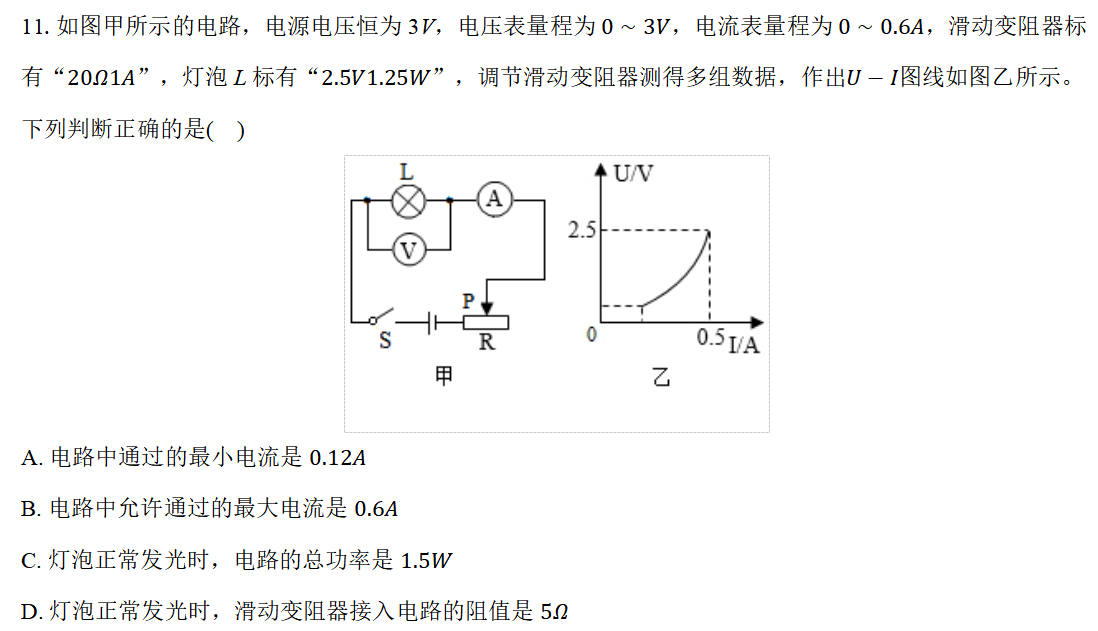 11. 如图甲所示的电路，电源电压恒为 3V，电压表量程为 0 ~ 3V，电流表量程为 0 ~ 0.6A，滑动变阻器标
有“20Ω1A”，灯泡 L 标有“2.5V1.25W”，调节滑动变阻器测得多组数据，作出U − I图线如图乙所示。
下列判断正确的是( )
L
A
V
P
S
R
甲
U/V
2.5
0
0.5
I/A
乙
A. 电路中通过的最小电流是 0.12A
B. 电路中允许通过的最大电流是 0.6A
C. 灯泡正常发光时，电路的总功率是 1.5W
D. 灯泡正常发光时，滑动变阻器接入电路的阻值是 5Ω